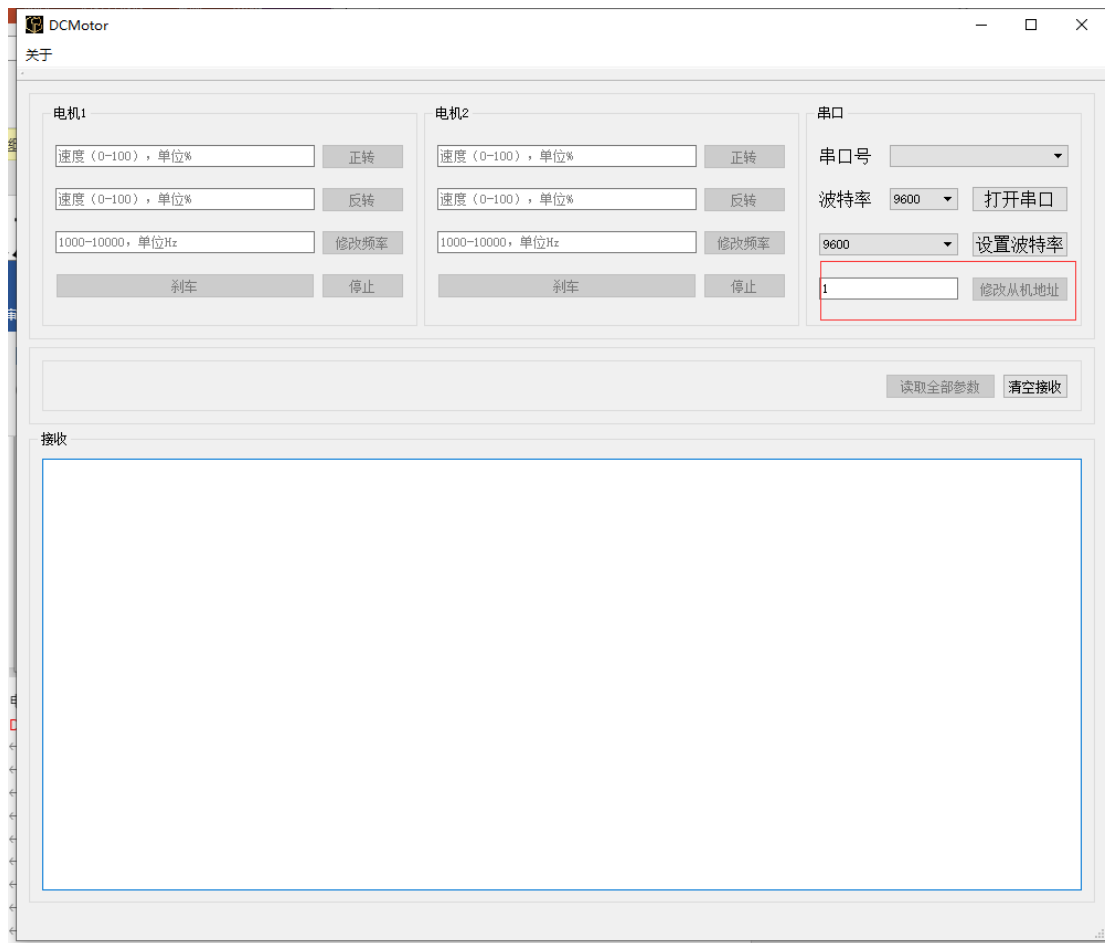 DCMotor
关于
电机1
速度（0-100），单位%
正转
速度（0-100），单位%
反转
1000-10000，单位Hz
修改频率
刹车
停止
电机2
速度（0-100），单位%
正转
速度（0-100），单位%
反转
1000-10000，单位Hz
修改频率
刹车
停止
串口
串口号
波特率
9600
打开串口
9600
设置波特率
1
修改从机地址
读取全部参数
清空接收
接收